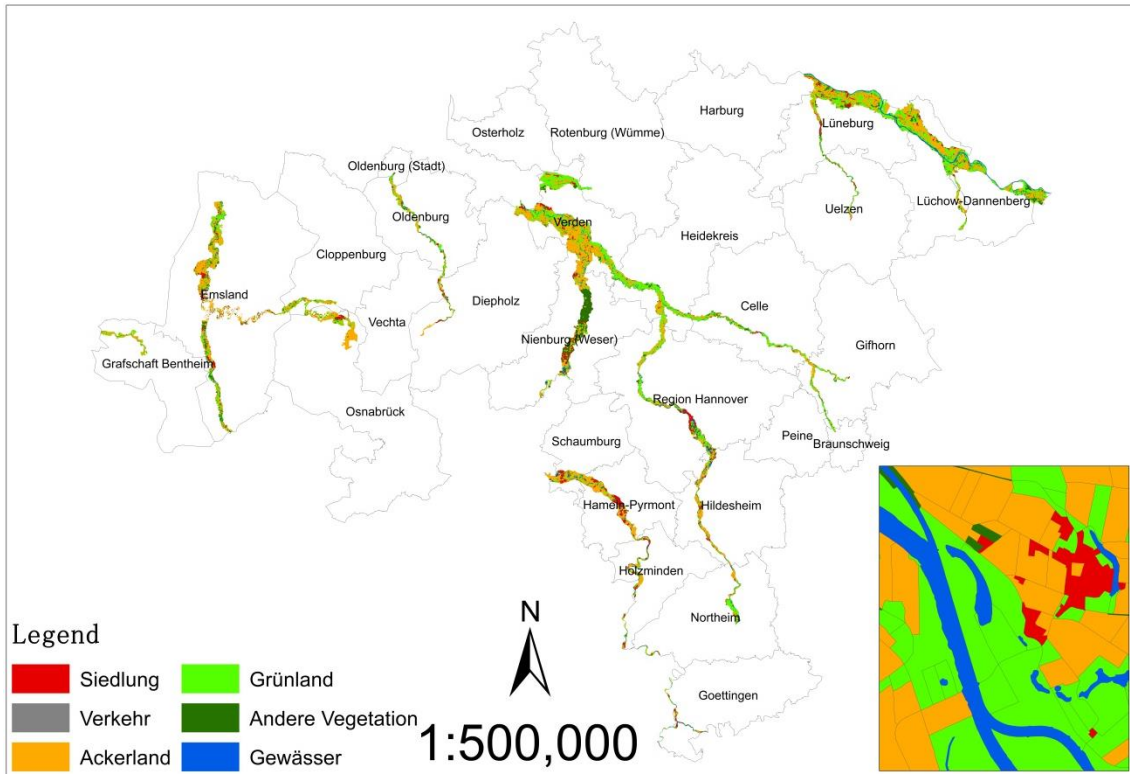 Harburg
Osterholz
Rotenburg (Wümme)
Lüneburg
Oldenburg (Stadt)
Oldenburg
Verden
Uelzen
Lüchow-Dannenberg
Heidekreis
Cloppenburg
Emsland
Diepholz
Celle
Vechta
Nienburg (Weser)
Gifhorn
Grafschaft Bentheim
Region Hannover
Osnabrück
Peine
Braunschweig
Schaumburg
Hameln-Pyrmont
Hildesheim
Holzminden
Northeim
Goettingen
N
1:500,000
Legend
Siedlung
Grünland
Verkehr
Andere Vegetation
Ackerland
Gewässer